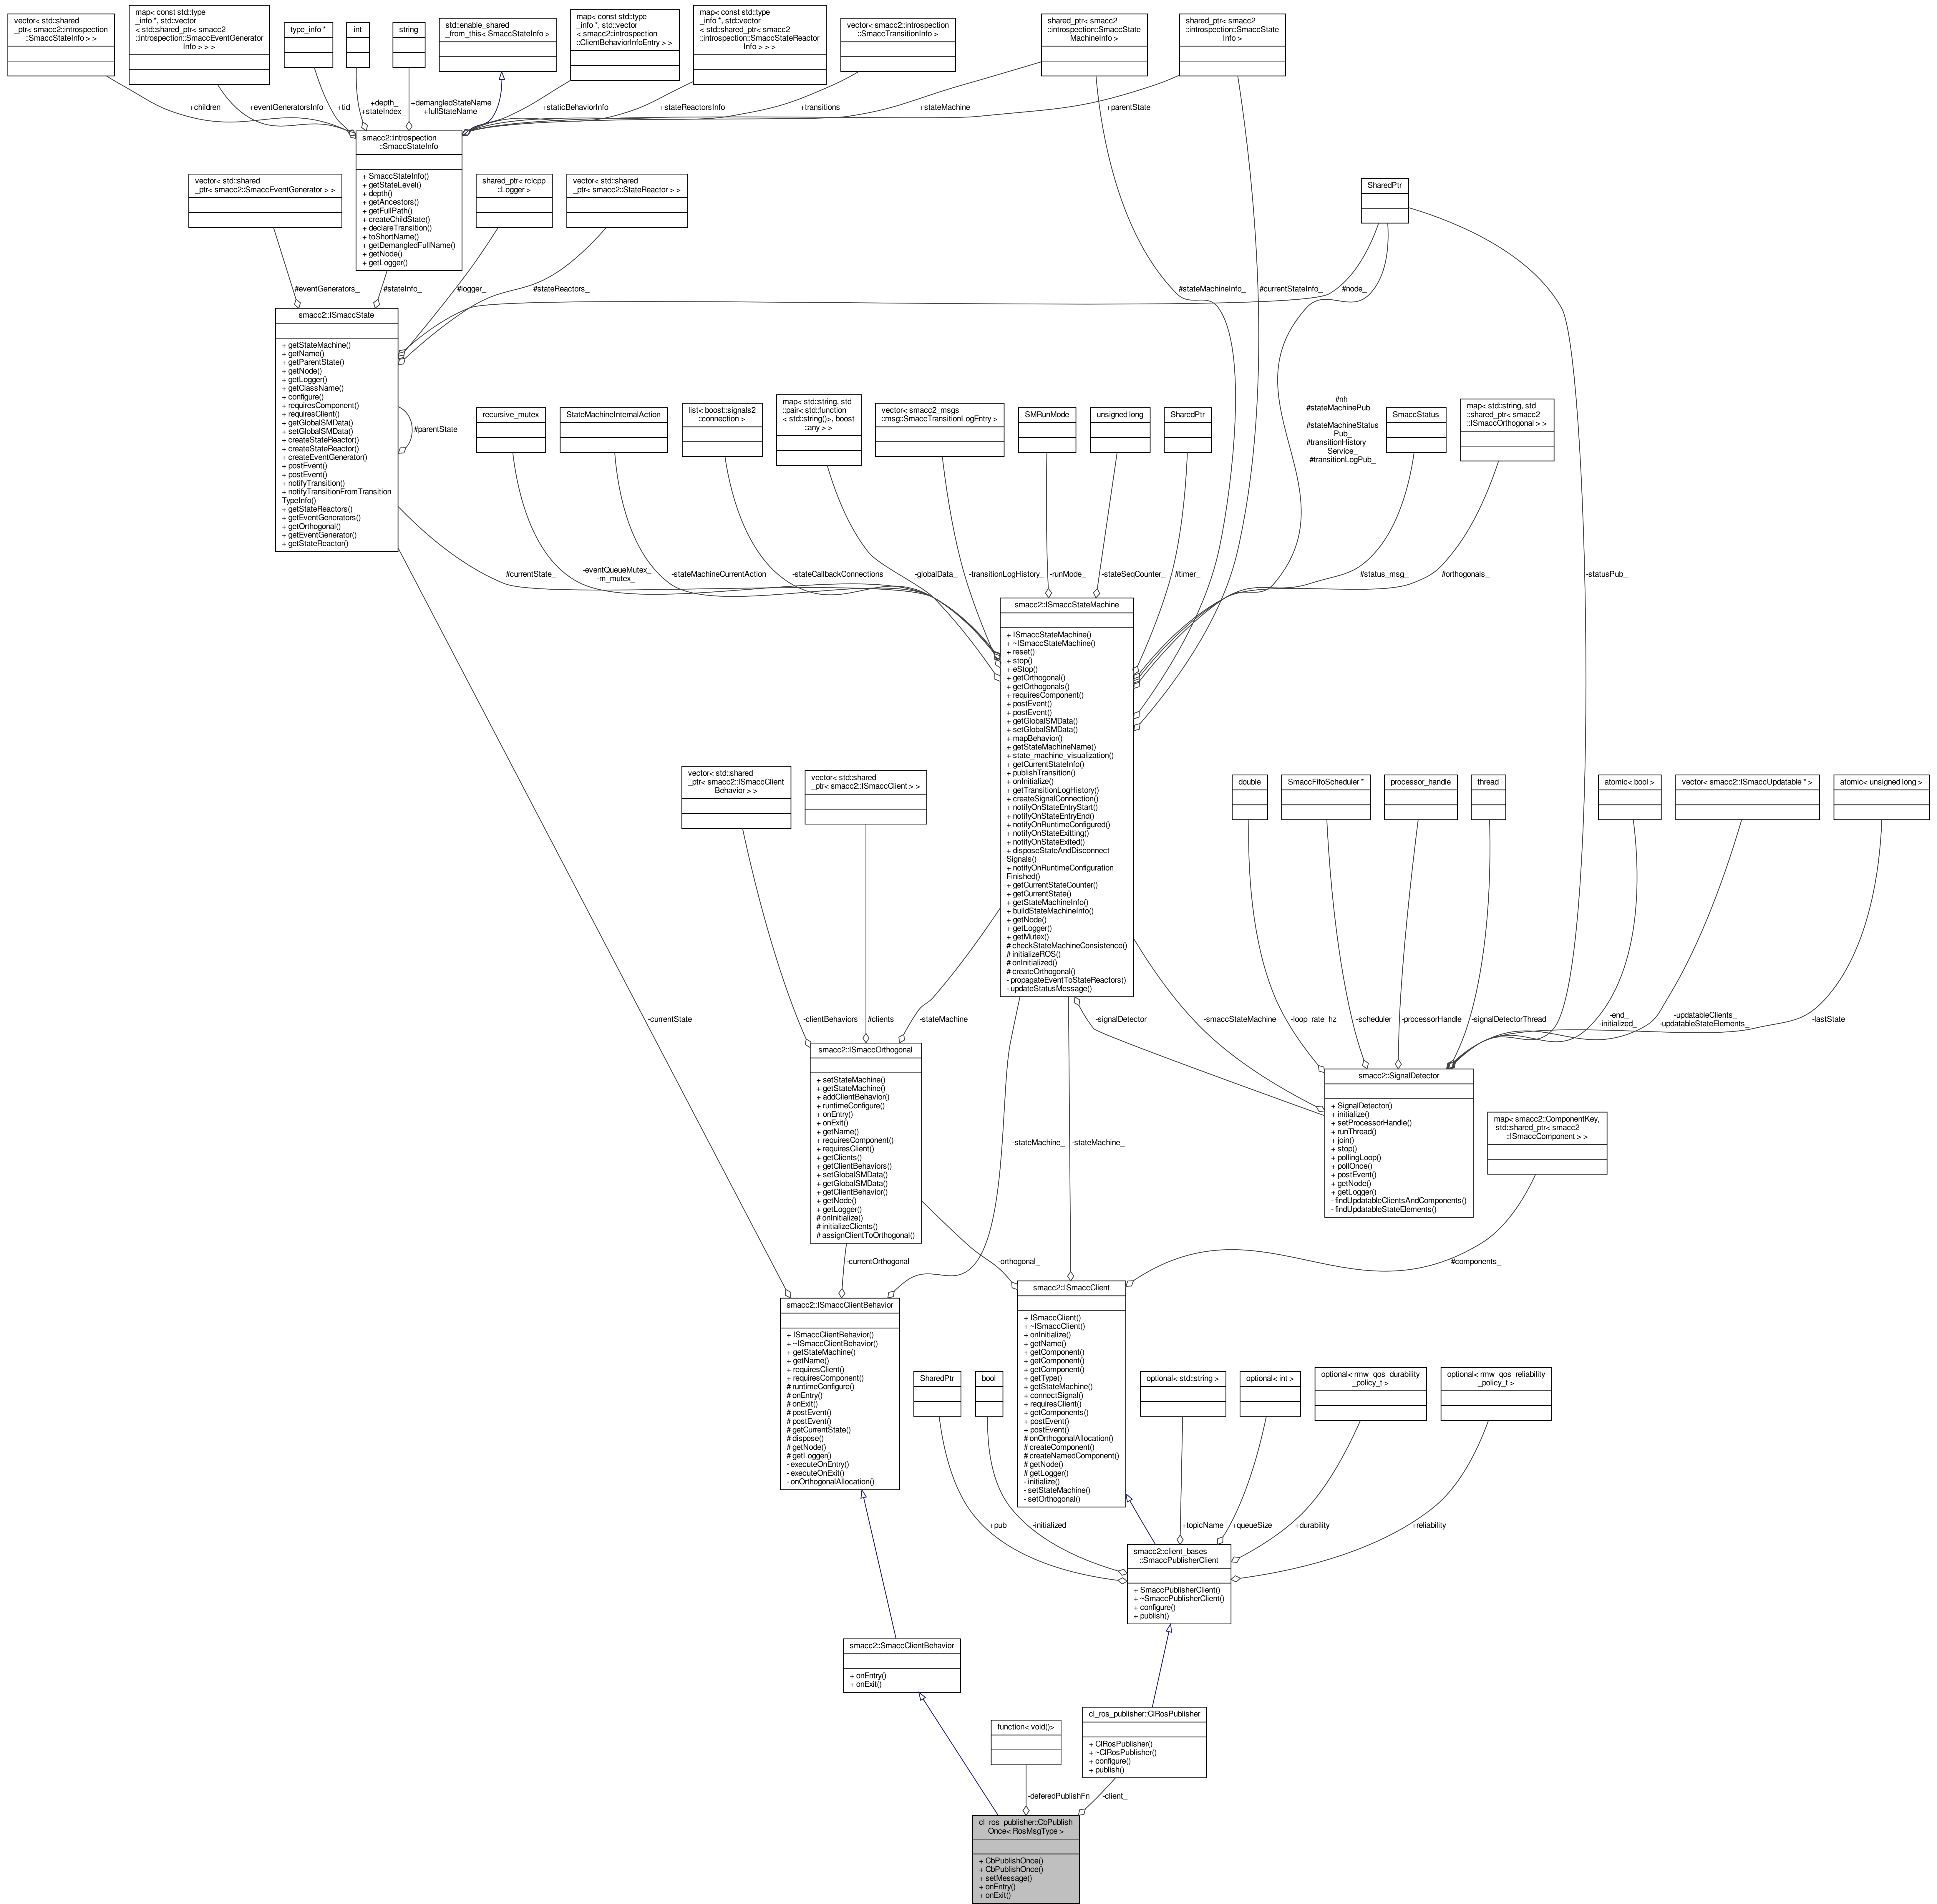 vector< std::shared
_ptr< smacc2::introspection
::SmaccStateInfo > >
map< const std::type
_info *, std::vector
< std::shared_ptr< smacc2
::introspection::SmaccEventGenerator
Info > > >
type_info *
int
string
std::enable_shared
_from_this< SmaccStateInfo >
map< const std::type
_info *, std::vector
< smacc2::introspection
::ClientBehaviorInfoEntry > >
map< const std::type
_info *, std::vector
< std::shared_ptr< smacc2
::introspection::SmaccStateReactor
Info > > >
vector< smacc2::introspection
::SmaccTransitionInfo >
shared_ptr< smacc2
::introspection::SmaccState
MachineInfo >
shared_ptr< smacc2
::introspection::SmaccState
Info >
+children_
+eventGeneratorsInfo
+tid_
+depth_
+stateIndex_
+demangledStateName
+fullStateName
+staticBehaviorInfo
+stateReactorsInfo
+transitions_
+stateMachine_
+parentState_
smacc2::introspection
::SmaccStateInfo
+ SmaccStateInfo()
+ getStateLevel()
+ depth()
+ getAncestors()
+ getFullPath()
+ createChildState()
+ declareTransition()
+ toShortName()
+ getDemangledFullName()
+ getNode()
+ getLogger()
vector< std::shared
_ptr< smacc2::SmaccEventGenerator > >
shared_ptr< rclcpp
::Logger >
vector< std::shared
_ptr< smacc2::StateReactor > >
SharedPtr
#eventGenerators_
#stateInfo_
#logger_
#stateReactors_
#stateMachineInfo_
#currentStateInfo_
#node_
smacc2::ISmaccState
+ getStateMachine()
+ getName()
+ getParentState()
+ getNode()
+ getLogger()
+ getClassName()
+ configure()
+ requiresComponent()
+ requiresClient()
+ getGlobalSMData()
+ setGlobalSMData()
+ createStateReactor()
+ createStateReactor()
+ createEventGenerator()
+ postEvent()
+ postEvent()
+ notifyTransition()
+ notifyTransitionFromTransition
TypeInfo()
+ getStateReactors()
+ getEventGenerators()
+ getOrthogonal()
+ getEventGenerator()
+ getStateReactor()
#parentState_
recursive_mutex
StateMachineInternalAction
list< boost::signals2
::connection >
map< std::string, std
::pair< std::function
< std::string()>, boost
::any > >
vector< smacc2_msgs
::msg::SmaccTransitionLogEntry >
SMRunMode
unsigned long
SharedPtr
#nh_
#stateMachinePub
_
#stateMachineStatus
Pub_
#transitionHistory
Service_
#transitionLogPub_
SmaccStatus
map< std::string, std
::shared_ptr< smacc2
::ISmaccOrthogonal > >
#currentState_
-eventQueueMutex_
-m_mutex_
-stateMachineCurrentAction
-stateCallbackConnections
-globalData_
-transitionLogHistory_
-runMode_
-stateSeqCounter_
#timer_
#status_msg_
#orthogonals_
-statusPub_
smacc2::ISmaccStateMachine
+ ISmaccStateMachine()
+ ~ISmaccStateMachine()
+ reset()
+ stop()
+ eStop()
+ getOrthogonal()
+ getOrthogonals()
+ requiresComponent()
+ postEvent()
+ postEvent()
+ getGlobalSMData()
+ setGlobalSMData()
+ mapBehavior()
+ getStateMachineName()
+ state_machine_visualization()
+ getCurrentStateInfo()
+ publishTransition()
+ onInitialize()
+ getTransitionLogHistory()
+ createSignalConnection()
+ notifyOnStateEntryStart()
+ notifyOnStateEntryEnd()
+ notifyOnRuntimeConfigured()
+ notifyOnStateExitting()
+ notifyOnStateExited()
+ disposeStateAndDisconnect
Signals()
+ notifyOnRuntimeConfiguration
Finished()
+ getCurrentStateCounter()
+ getCurrentState()
+ getStateMachineInfo()
+ buildStateMachineInfo()
+ getNode()
+ getLogger()
+ getMutex()
# checkStateMachineConsistence()
# initializeROS()
# onInitialized()
# createOrthogonal()
- propagateEventToStateReactors()
- updateStatusMessage()
vector< std::shared
_ptr< smacc2::ISmaccClient
Behavior > >
vector< std::shared
_ptr< smacc2::ISmaccClient > >
double
SmaccFifoScheduler *
processor_handle
thread
atomic< bool >
vector< smacc2::ISmaccUpdatable * >
atomic< unsigned long >
-currentState
-clientBehaviors_
#clients_
-stateMachine_
-signalDetector_
-smaccStateMachine_
-loop_rate_hz
-scheduler_
-processorHandle_
-signalDetectorThread_
-end_
-initialized_
-updatableClients_
-updatableStateElements_
-lastState_
smacc2::ISmaccOrthogonal
+ setStateMachine()
+ getStateMachine()
+ addClientBehavior()
+ runtimeConfigure()
+ onEntry()
+ onExit()
+ getName()
+ requiresComponent()
+ requiresClient()
+ getClients()
+ getClientBehaviors()
+ setGlobalSMData()
+ getGlobalSMData()
+ getClientBehavior()
+ getNode()
+ getLogger()
# onInitialize()
# initializeClients()
# assignClientToOrthogonal()
smacc2::SignalDetector
+ SignalDetector()
+ initialize()
+ setProcessorHandle()
+ runThread()
+ join()
+ stop()
+ pollingLoop()
+ pollOnce()
+ postEvent()
+ getNode()
+ getLogger()
- findUpdatableClientsAndComponents()
- findUpdatableStateElements()
map< smacc2::ComponentKey,
std::shared_ptr< smacc2
::ISmaccComponent > >
-stateMachine_
-stateMachine_
-currentOrthogonal
-orthogonal_
#components_
smacc2::ISmaccClientBehavior
+ ISmaccClientBehavior()
+ ~ISmaccClientBehavior()
+ getStateMachine()
+ getName()
+ requiresClient()
+ requiresComponent()
# runtimeConfigure()
# onEntry()
# onExit()
# postEvent()
# postEvent()
# getCurrentState()
# dispose()
# getNode()
# getLogger()
- executeOnEntry()
- executeOnExit()
- onOrthogonalAllocation()
smacc2::ISmaccClient
+ ISmaccClient()
+ ~ISmaccClient()
+ onInitialize()
+ getName()
+ getComponent()
+ getComponent()
+ getComponent()
+ getType()
+ getStateMachine()
+ connectSignal()
+ requiresClient()
+ getComponents()
+ postEvent()
+ postEvent()
# onOrthogonalAllocation()
# createComponent()
# createNamedComponent()
# getNode()
# getLogger()
- initialize()
- setStateMachine()
- setOrthogonal()
SharedPtr
bool
optional< std::string >
optional< int >
optional< rmw_qos_durability
_policy_t >
optional< rmw_qos_reliability
_policy_t >
+pub_
-initialized_
+topicName
+queueSize
+durability
+reliability
smacc2::client_bases
::SmaccPublisherClient
+ SmaccPublisherClient()
+ ~SmaccPublisherClient()
+ configure()
+ publish()
smacc2::SmaccClientBehavior
+ onEntry()
+ onExit()
function< void()>
cl_ros_publisher::ClRosPublisher
+ ClRosPublisher()
+ ~ClRosPublisher()
+ configure()
+ publish()
-deferedPublishFn
-client_
cl_ros_publisher::CbPublish
Once< RosMsgType >
+ CbPublishOnce()
+ CbPublishOnce()
+ setMessage()
+ onEntry()
+ onExit()